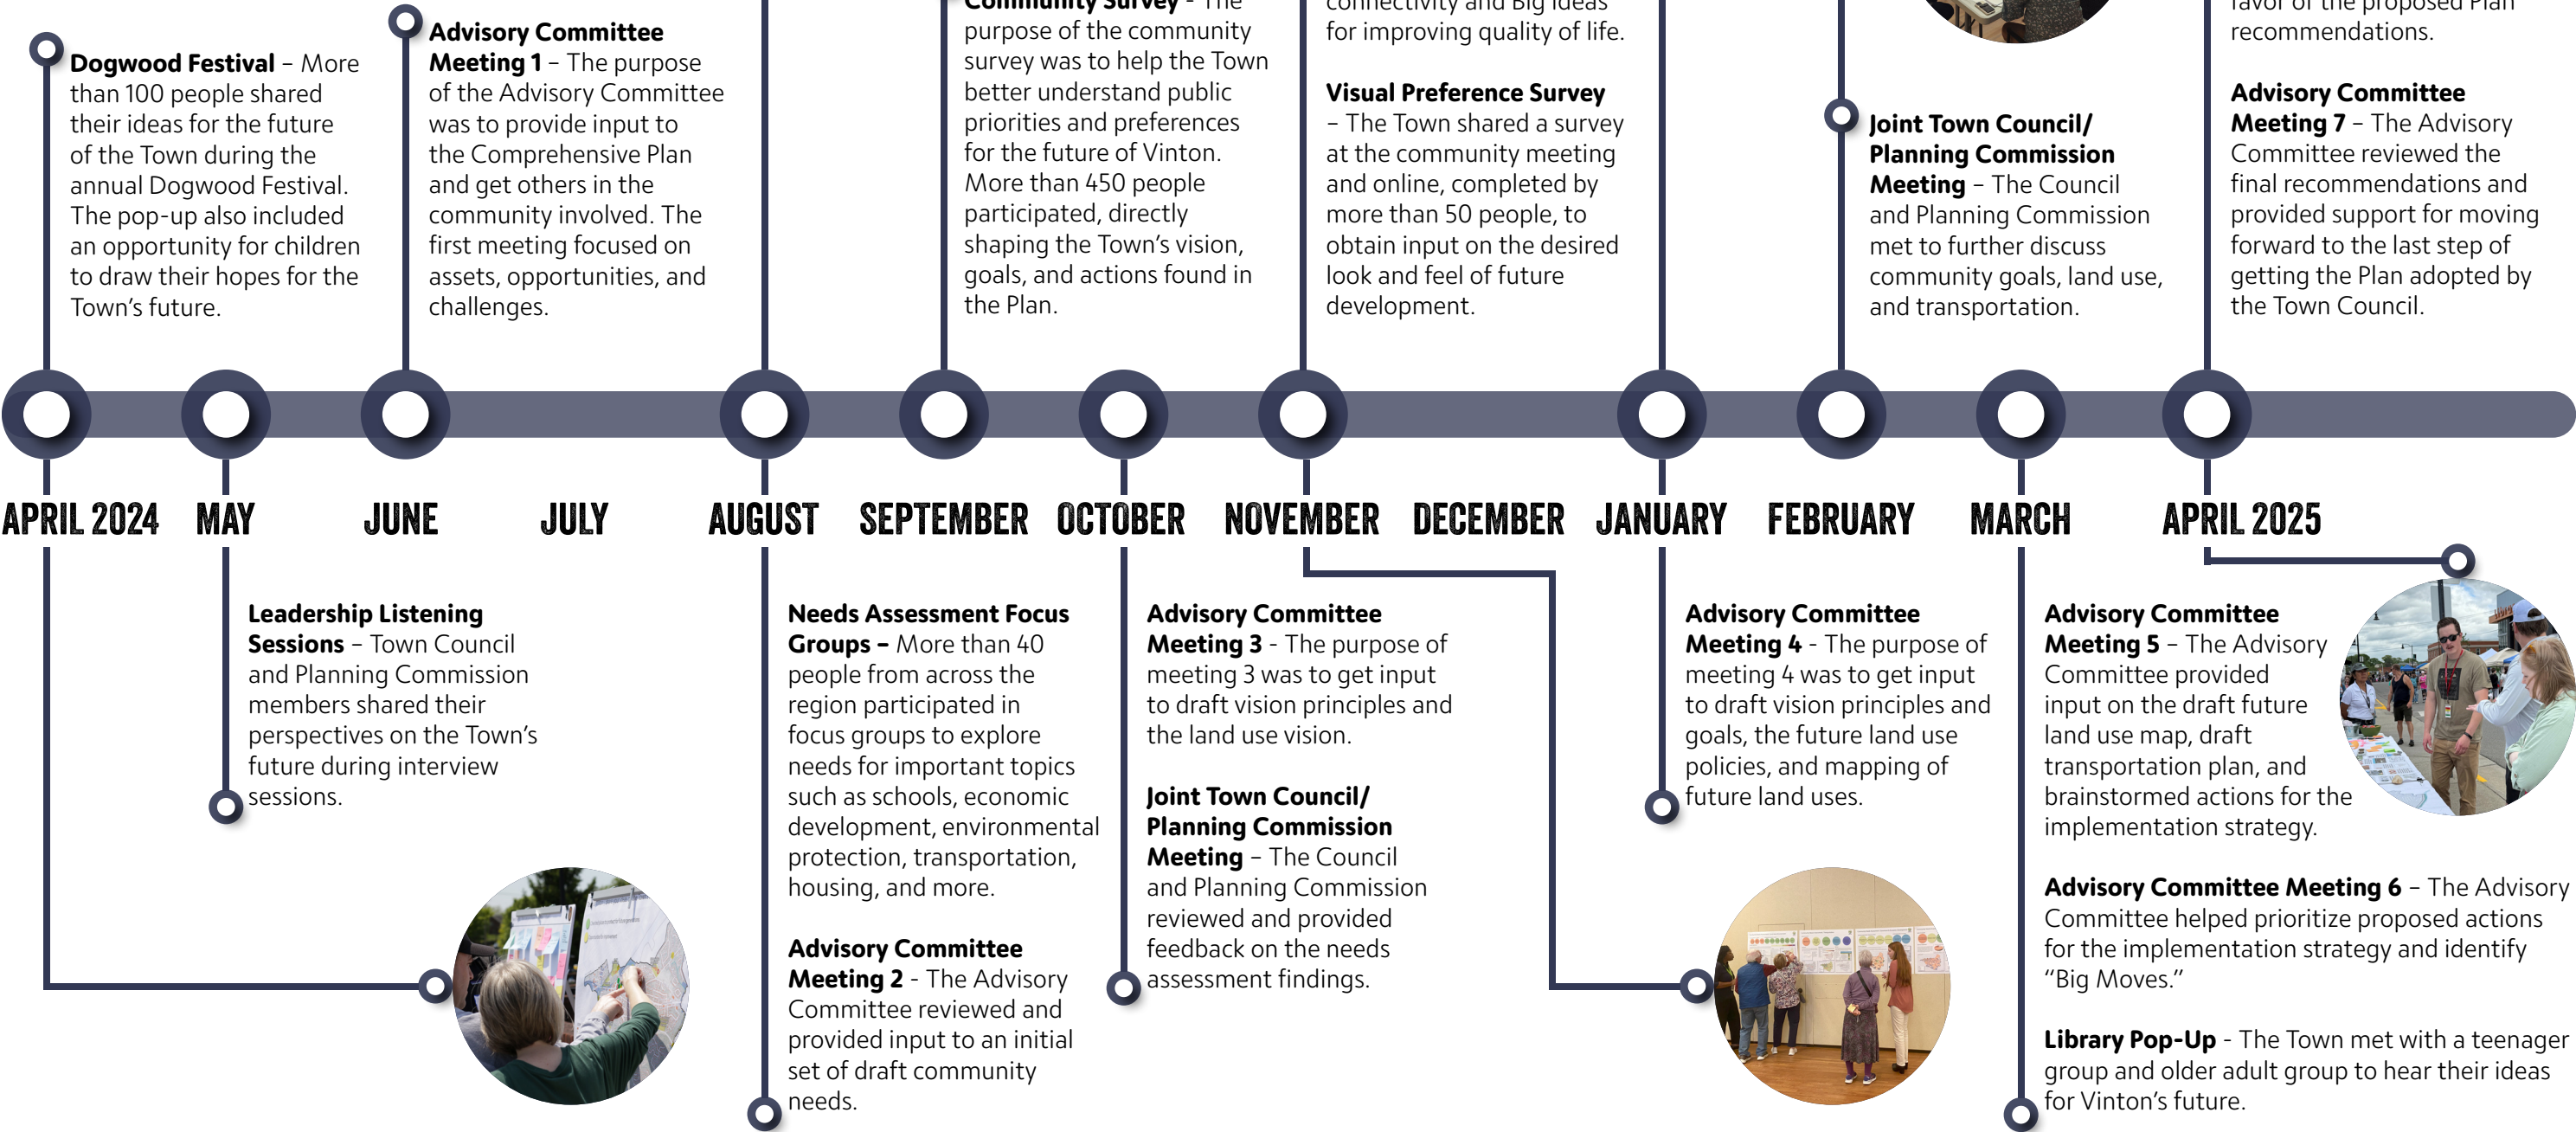 Dogwood Festival – More
than 100 people shared
their ideas for the future
of the Town during the
annual Dogwood Festival.
The pop-up also included
an opportunity for children
to draw their hopes for the
Town's future.
Advisory Committee
Meeting 1 – The purpose
of the Advisory Committee
was to provide input to
the Comprehensive Plan
and get others in the
community involved. The
first meeting focused on
assets, opportunities, and
challenges.
Community Survey - The
purpose of the community
survey was to help the Town
better understand public
priorities and preferences
for the future of Vinton.
More than 450 people
participated, directly
shaping the Town's vision,
goals, and actions found in
the Plan.
connectivity and Big Ideas
for improving quality of life.
Visual Preference Survey
– The Town shared a survey
at the community meeting
and online, completed by
more than 50 people, to
obtain input on the desired
look and feel of future
development.
Joint Town Council/
Planning Commission
Meeting – The Council
and Planning Commission
met to further discuss
community goals, land use,
and transportation.
favor of the proposed Plan
recommendations.
Advisory Committee
Meeting 7 – The Advisory
Committee reviewed the
final recommendations and
provided support for moving
forward to the last step of
getting the Plan adopted by
the Town Council.
APRIL 2024 MAY JUNE JULY AUGUST SEPTEMBER OCTOBER NOVEMBER DECEMBER JANUARY FEBRUARY MARCH APRIL 2025
Leadership Listening
Sessions – Town Council
and Planning Commission
members shared their
perspectives on the Town's
future during interview
sessions.
Needs Assessment Focus
Groups – More than 40
people from across the
region participated in
focus groups to explore
needs for important topics
such as schools, economic
development, environmental
protection, transportation,
housing, and more.
Advisory Committee
Meeting 2 - The Advisory
Committee reviewed and
provided input to an initial
set of draft community
needs.
Advisory Committee
Meeting 3 - The purpose of
meeting 3 was to get input
to draft vision principles and
the land use vision.
Joint Town Council/
Planning Commission
Meeting – The Council
and Planning Commission
reviewed and provided
feedback on the needs
assessment findings.
Advisory Committee
Meeting 4 - The purpose of
meeting 4 was to get input
to draft vision principles and
goals, the future land use
policies, and mapping of
future land uses.
Advisory Committee
Meeting 5 – The Advisory
Committee provided
input on the draft future
land use map, draft
transportation plan, and
brainstormed actions for the
implementation strategy.
Advisory Committee Meeting 6 – The Advisory
Committee helped prioritize proposed actions
for the implementation strategy and identify
“Big Moves.”
Library Pop-Up - The Town met with a teenager
group and older adult group to hear their ideas
for Vinton's future.